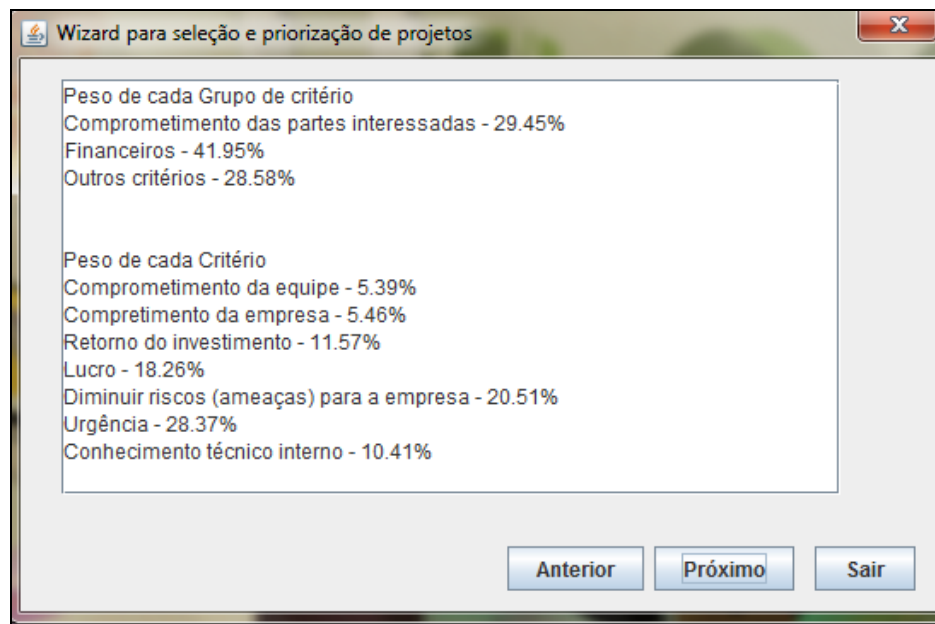 Wizard para seleção e priorização de projetos
Peso de cada Grupo de critério
Comprometimento das partes interessadas - 29.45%
Financeiros - 41.95%
Outros critérios - 28.58%
Peso de cada Critério
Comprometimento da equipe - 5.39%
Compretimento da empresa - 5.46%
Retorno do investimento - 11.57%
Lucro - 18.26%
Diminuir riscos (ameaças) para a empresa - 20.51%
Urgência - 28.37%
Conhecimento técnico interno - 10.41%
Anterior Próximo Sair